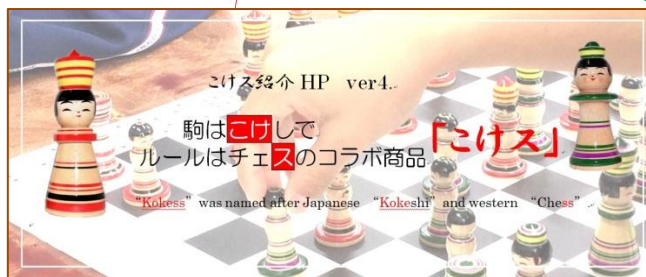 こけス紹介 HP ver4.
駒はこけしで
ルールはチェスのコラボ商品「こけス」
“Kokess” was named after Japanese “Kokeshi” and western “Chess”.